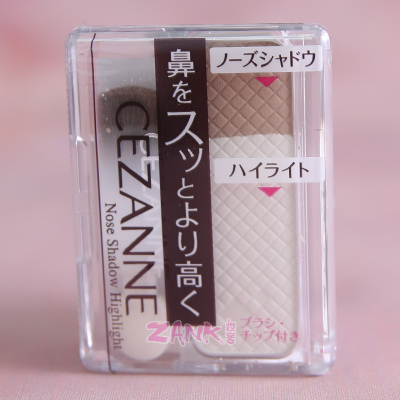 ノーズシャドウ
ハイライト
鼻をスッとより高く
CEZANNE
Nose Shadow Highlight
ブラシ・
チップ付き
ZANK